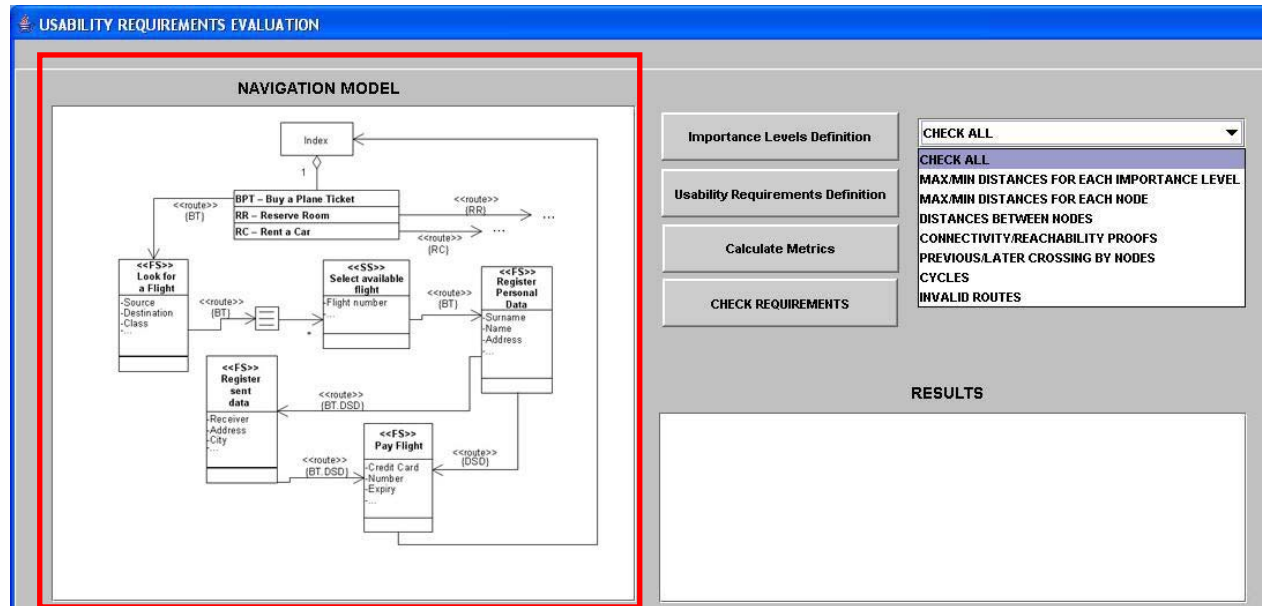 USABILITY REQUIREMENTS EVALUATION
NAVIGATION MODEL
Index
1
BPT – Buy a Plane Ticket
RR – Reserve Room
RC – Rent a Car
<<route>>
{BT}
<<route>>
{RR}
...
<<route>>
{RC}
...
<<FS>>
Look for
a Flight
-Source
-Destination
-Class
-...
<<route>>
{BT}
*
<<SS>>
Select available
flight
-Flight number
-...
<<route>>
{BT}
<<FS>>
Register
Personal
Data
-Surname
-Name
-Address
-...
<<FS>>
Register
sent
data
-Receiver
-Address
-City
-...
<<route>>
{BT.DSD}
<<route>>
{BT.DSD}
<<FS>>
Pay Flight
-Credit Card
-Number
-Expiry
-...
<<route>>
{DSD}
Importance Levels Definition
Usability Requirements Definition
Calculate Metrics
CHECK REQUIREMENTS
CHECK ALL
CHECK ALL
MAX/MIN DISTANCES FOR EACH IMPORTANCE LEVEL
MAX/MIN DISTANCES FOR EACH NODE
DISTANCES BETWEEN NODES
CONNECTIVITY/REACHABILITY PROOFS
PREVIOUS/LATER CROSSING BY NODES
CYCLES
INVALID ROUTES
RESULTS